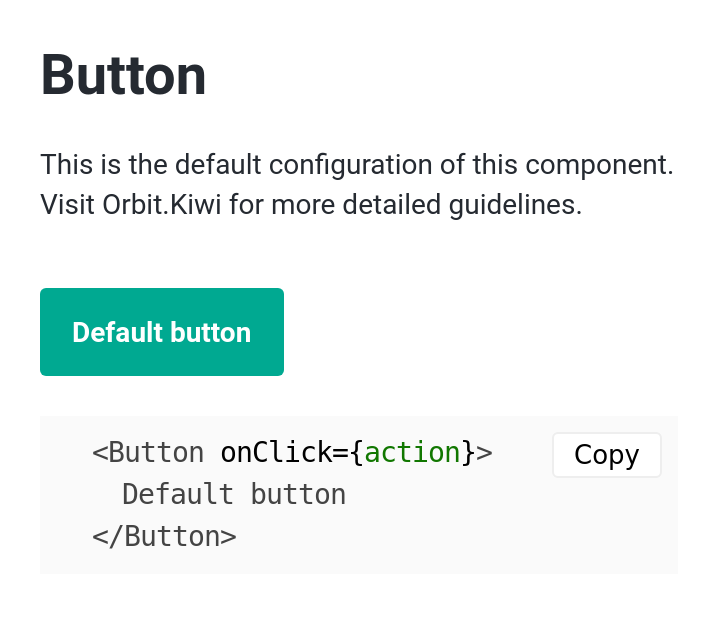 Button
This is the default configuration of this component.
Visit Orbit.Kiwi for more detailed guidelines.
Default button
<Button onClick={action}>
Copy
Default button
</Button>